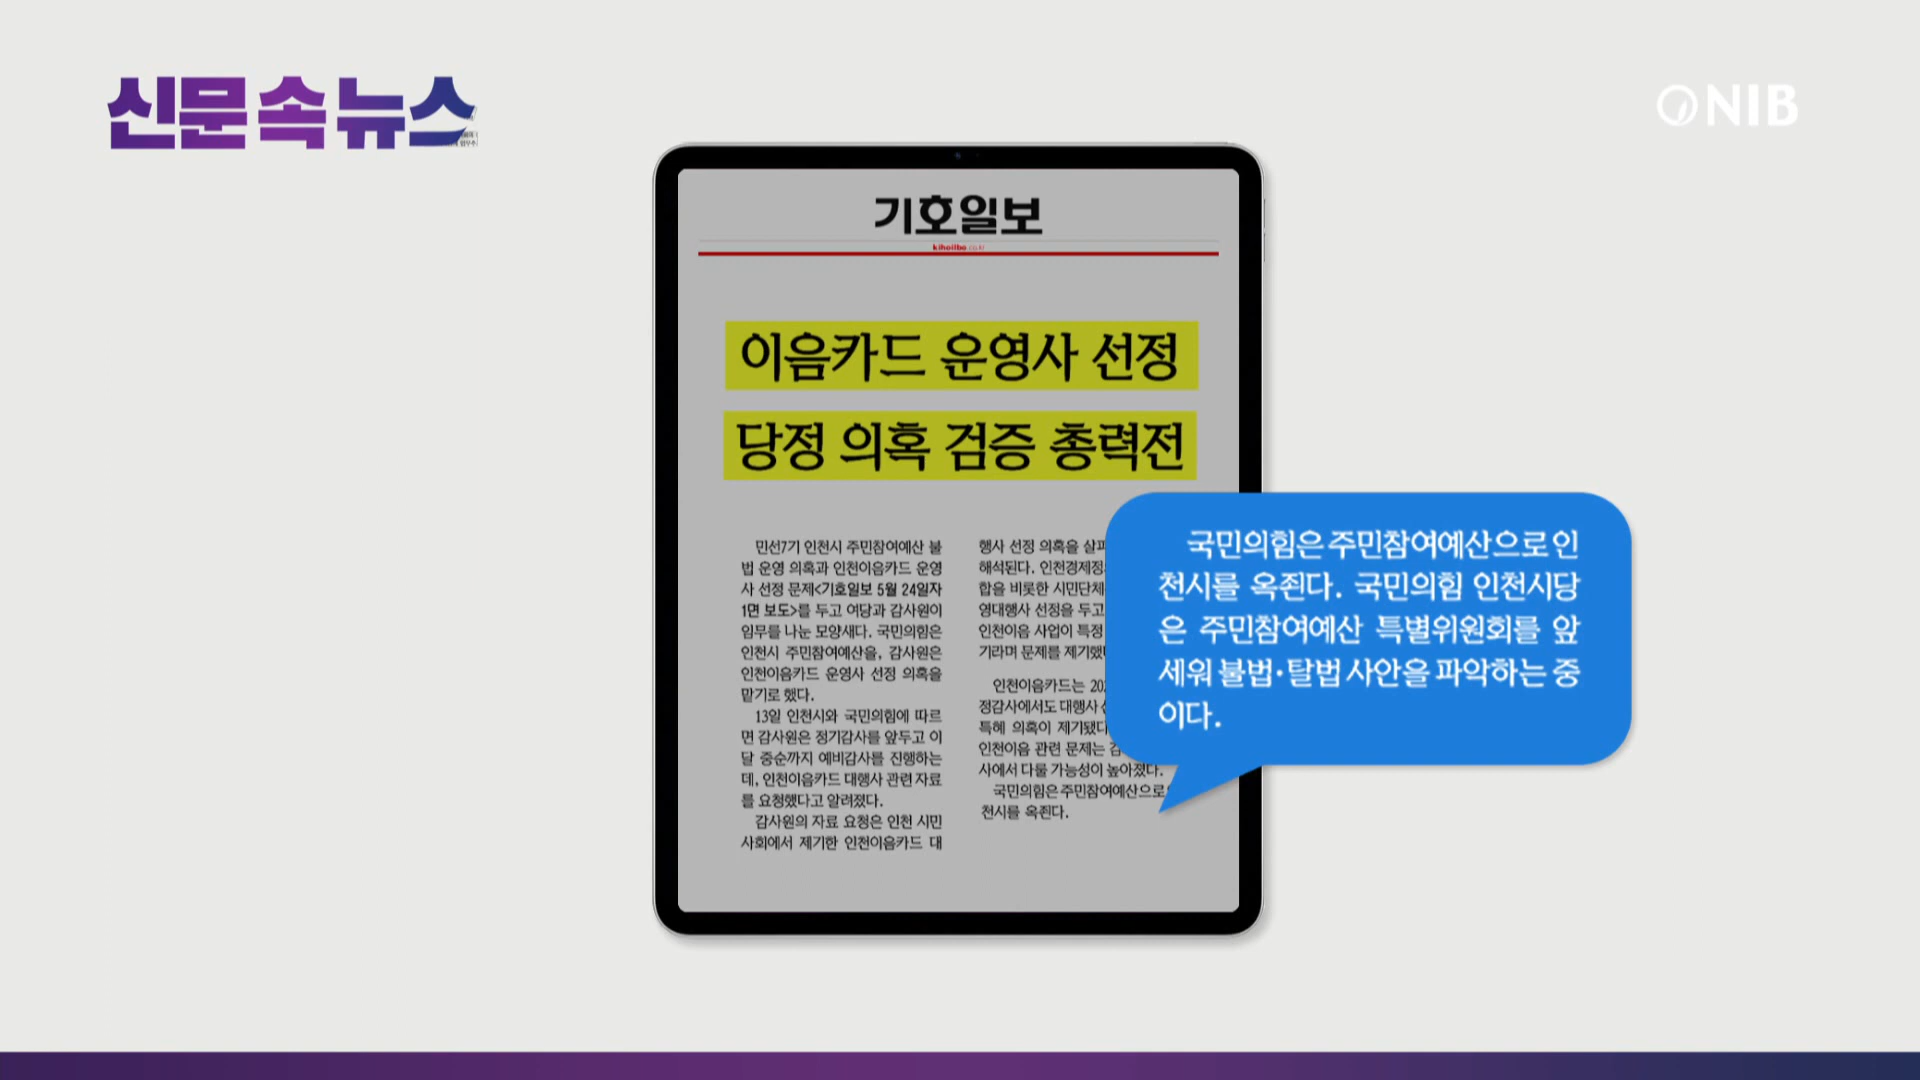 신문 속 뉴스
NIB
기호일보
kihoilbo.co.kr
이음카드 운영사 선정
당정 의혹 검증 총력전
민선7기 인천시 주민참여예산 불
법 운영 의혹과 인천이음카드 운영
사 선정 문제<기호일보 5월 24일자
1면 보도>를 두고 여당과 감사원이
임무를 나눈 모양새다. 국민의힘은
인천시 주민참여예산을, 감사원은
인천이음카드 운영사 선정 의혹을
맡기로 했다.
13일 인천시와 국민의힘에 따르
면 감사원은 정기감사를 앞두고 이
달 중순까지 예비감사를 진행하는
데, 인천이음카드 대행사 관련 자료
를 요청했다고 알려졌다.
감사원의 자료 요청은 인천 시민
사회에서 제기한 인천이음카드 대
행사 선정 의혹을
해석된다. 인천경제정
합을 비롯한 시민단체
영대행사 선정을 두고
인천이음 사업이 특정
기라며 문제를 제기했
인천이음카드는
정감사에서도 대행사
특혜 의혹이 제기됐다
인천이음 관련 문제는
사에서 다룰 가능성이 높아졌다.
국민의힘은 주민참여예산으로
천시를 옥죈다.
국민의힘은 주민참여예산으로 인
천시를 옥죈다. 국민의힘 인천시당
은 주민참여예산 특별위원회를 앞
세워 불법·탈법 사안을 파악하는 중
이다.